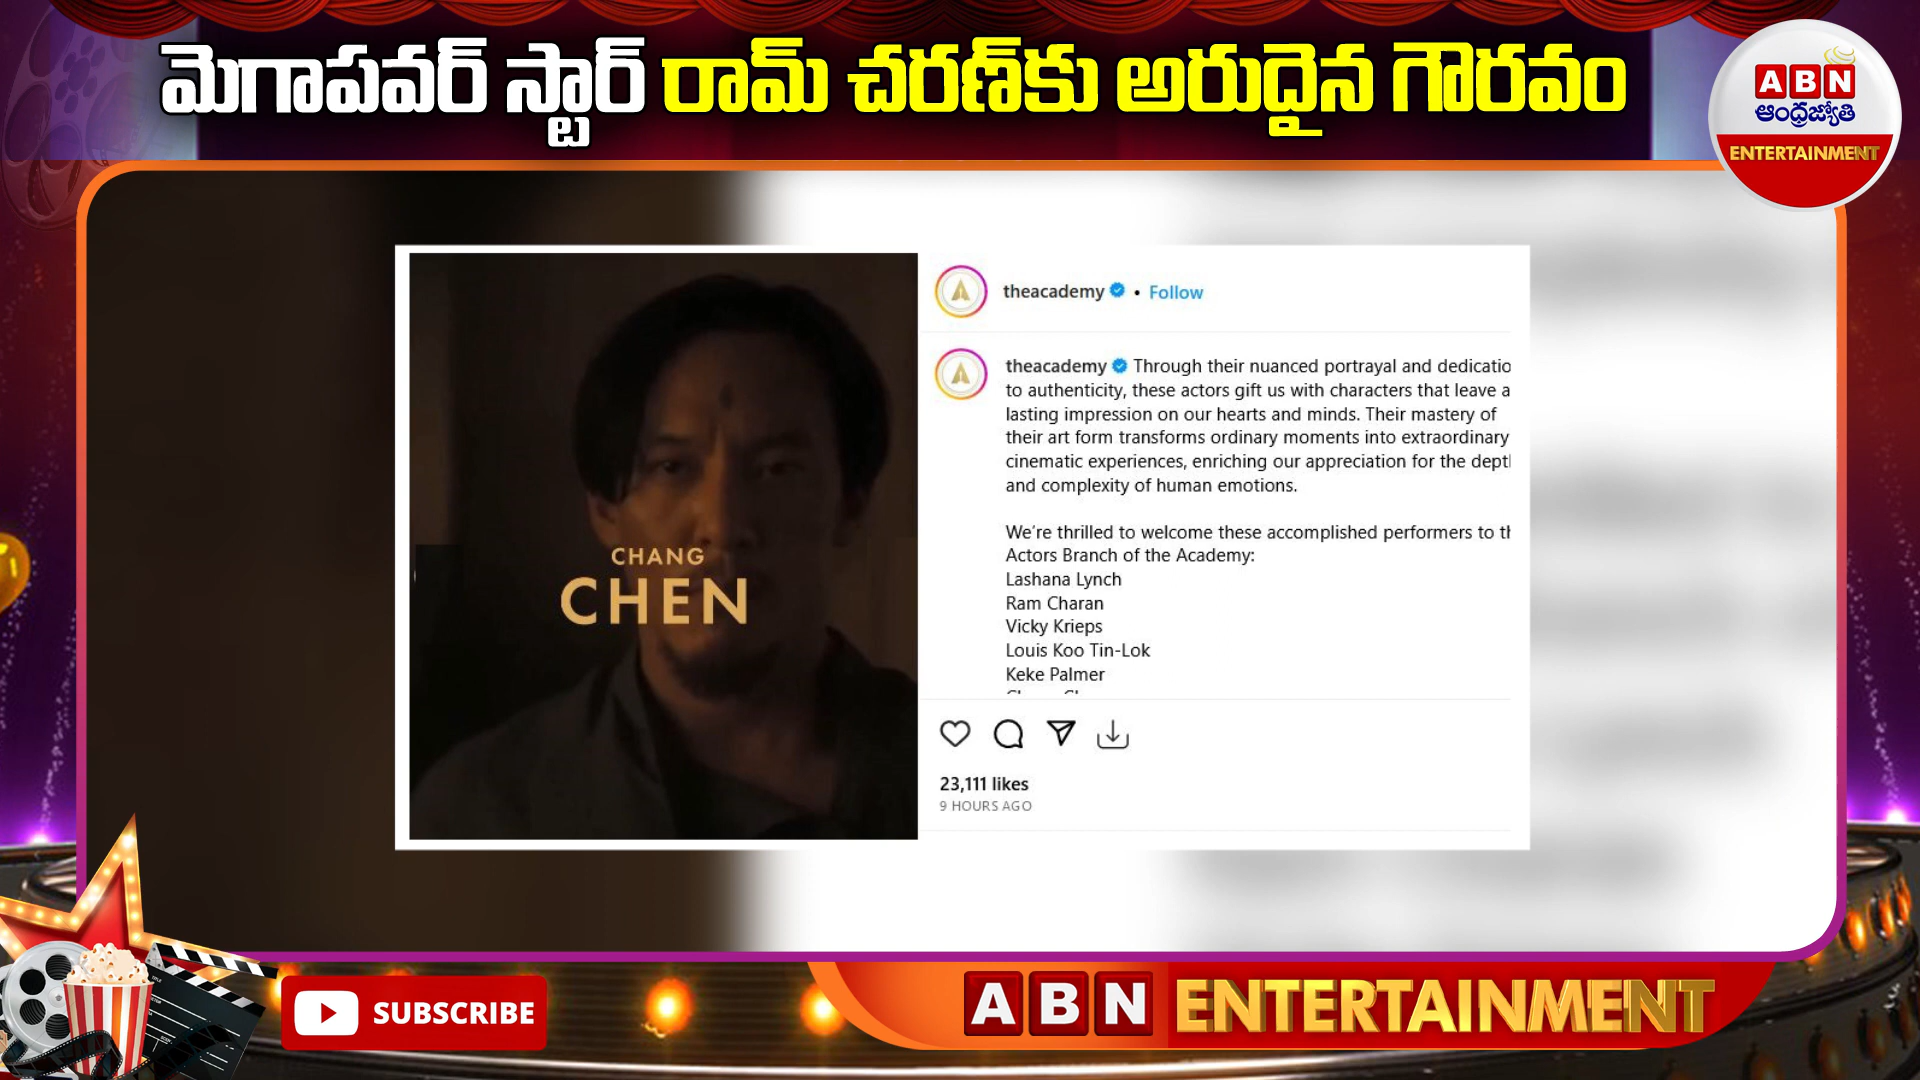 మెగాపవర్ స్టార్ రామ్ చరణ్‌కు అరుదైన గౌరవం
ABN
ఆంధ్రజ్యోతి
ENTERTAINMENT
CHANG
CHEN
theacademy • Follow
theacademy Through their nuanced portrayal and dedicatio
to authenticity, these actors gift us with characters that leave a
lasting impression on our hearts and minds. Their mastery of
their art form transforms ordinary moments into extraordinary
cinematic experiences, enriching our appreciation for the dept
and complexity of human emotions.
We're thrilled to welcome these accomplished performers to th
Actors Branch of the Academy:
Lashana Lynch
Ram Charan
Vicky Krieps
Louis Koo Tin-Lok
Keke Palmer
23,111 likes
9 HOURS AGO
SUBSCRIBE
ABN ENTERTAINMENT